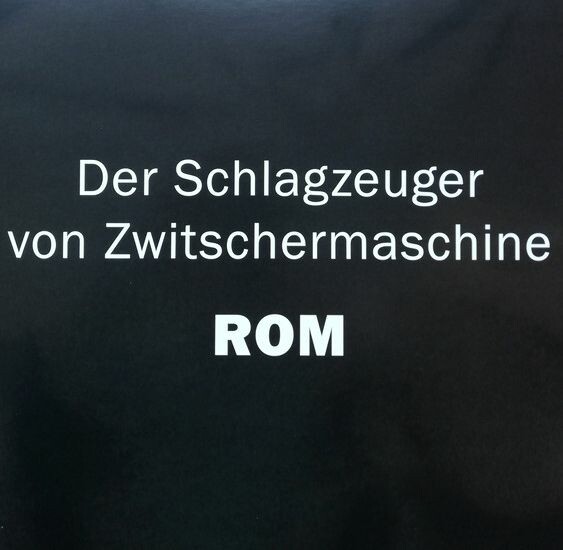 Der Schlagzeuger
von Zwitschermaschine
ROM